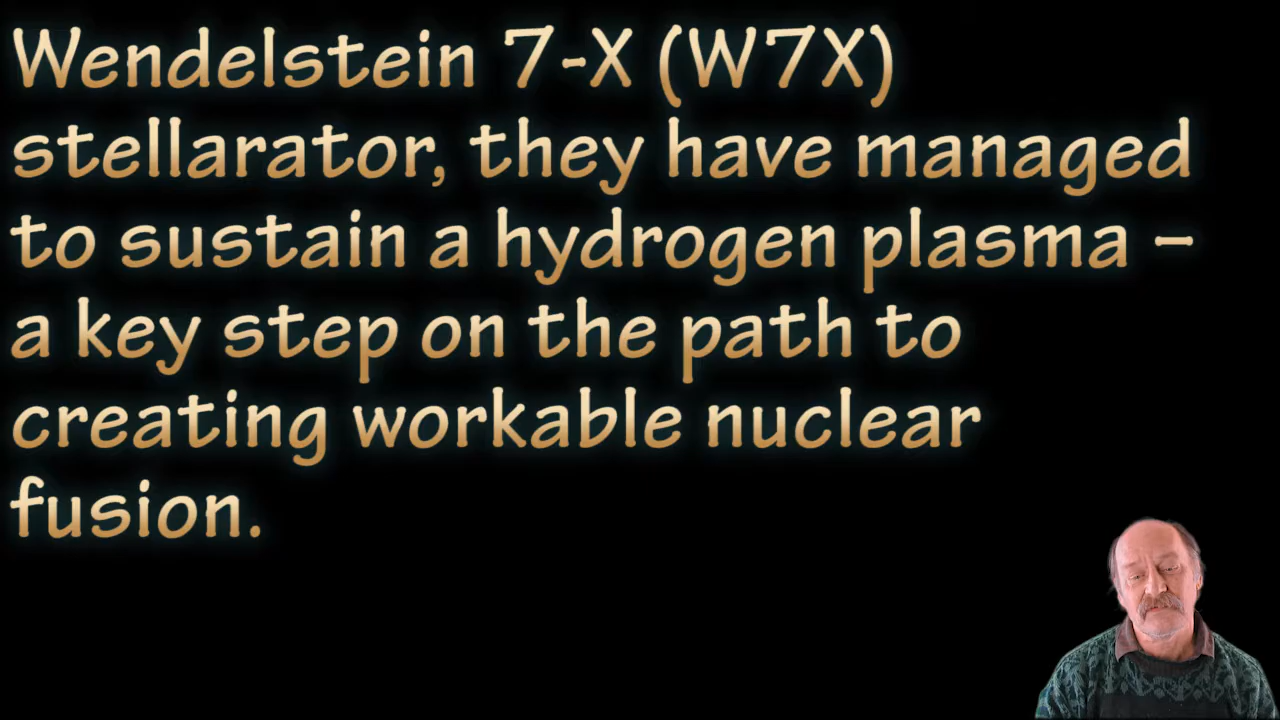 Wendelstein 7-X (W7X)
stellarator, they have managed
to sustain a hydrogen plasma –
a key step on the path to
creating workable nuclear
fusion.